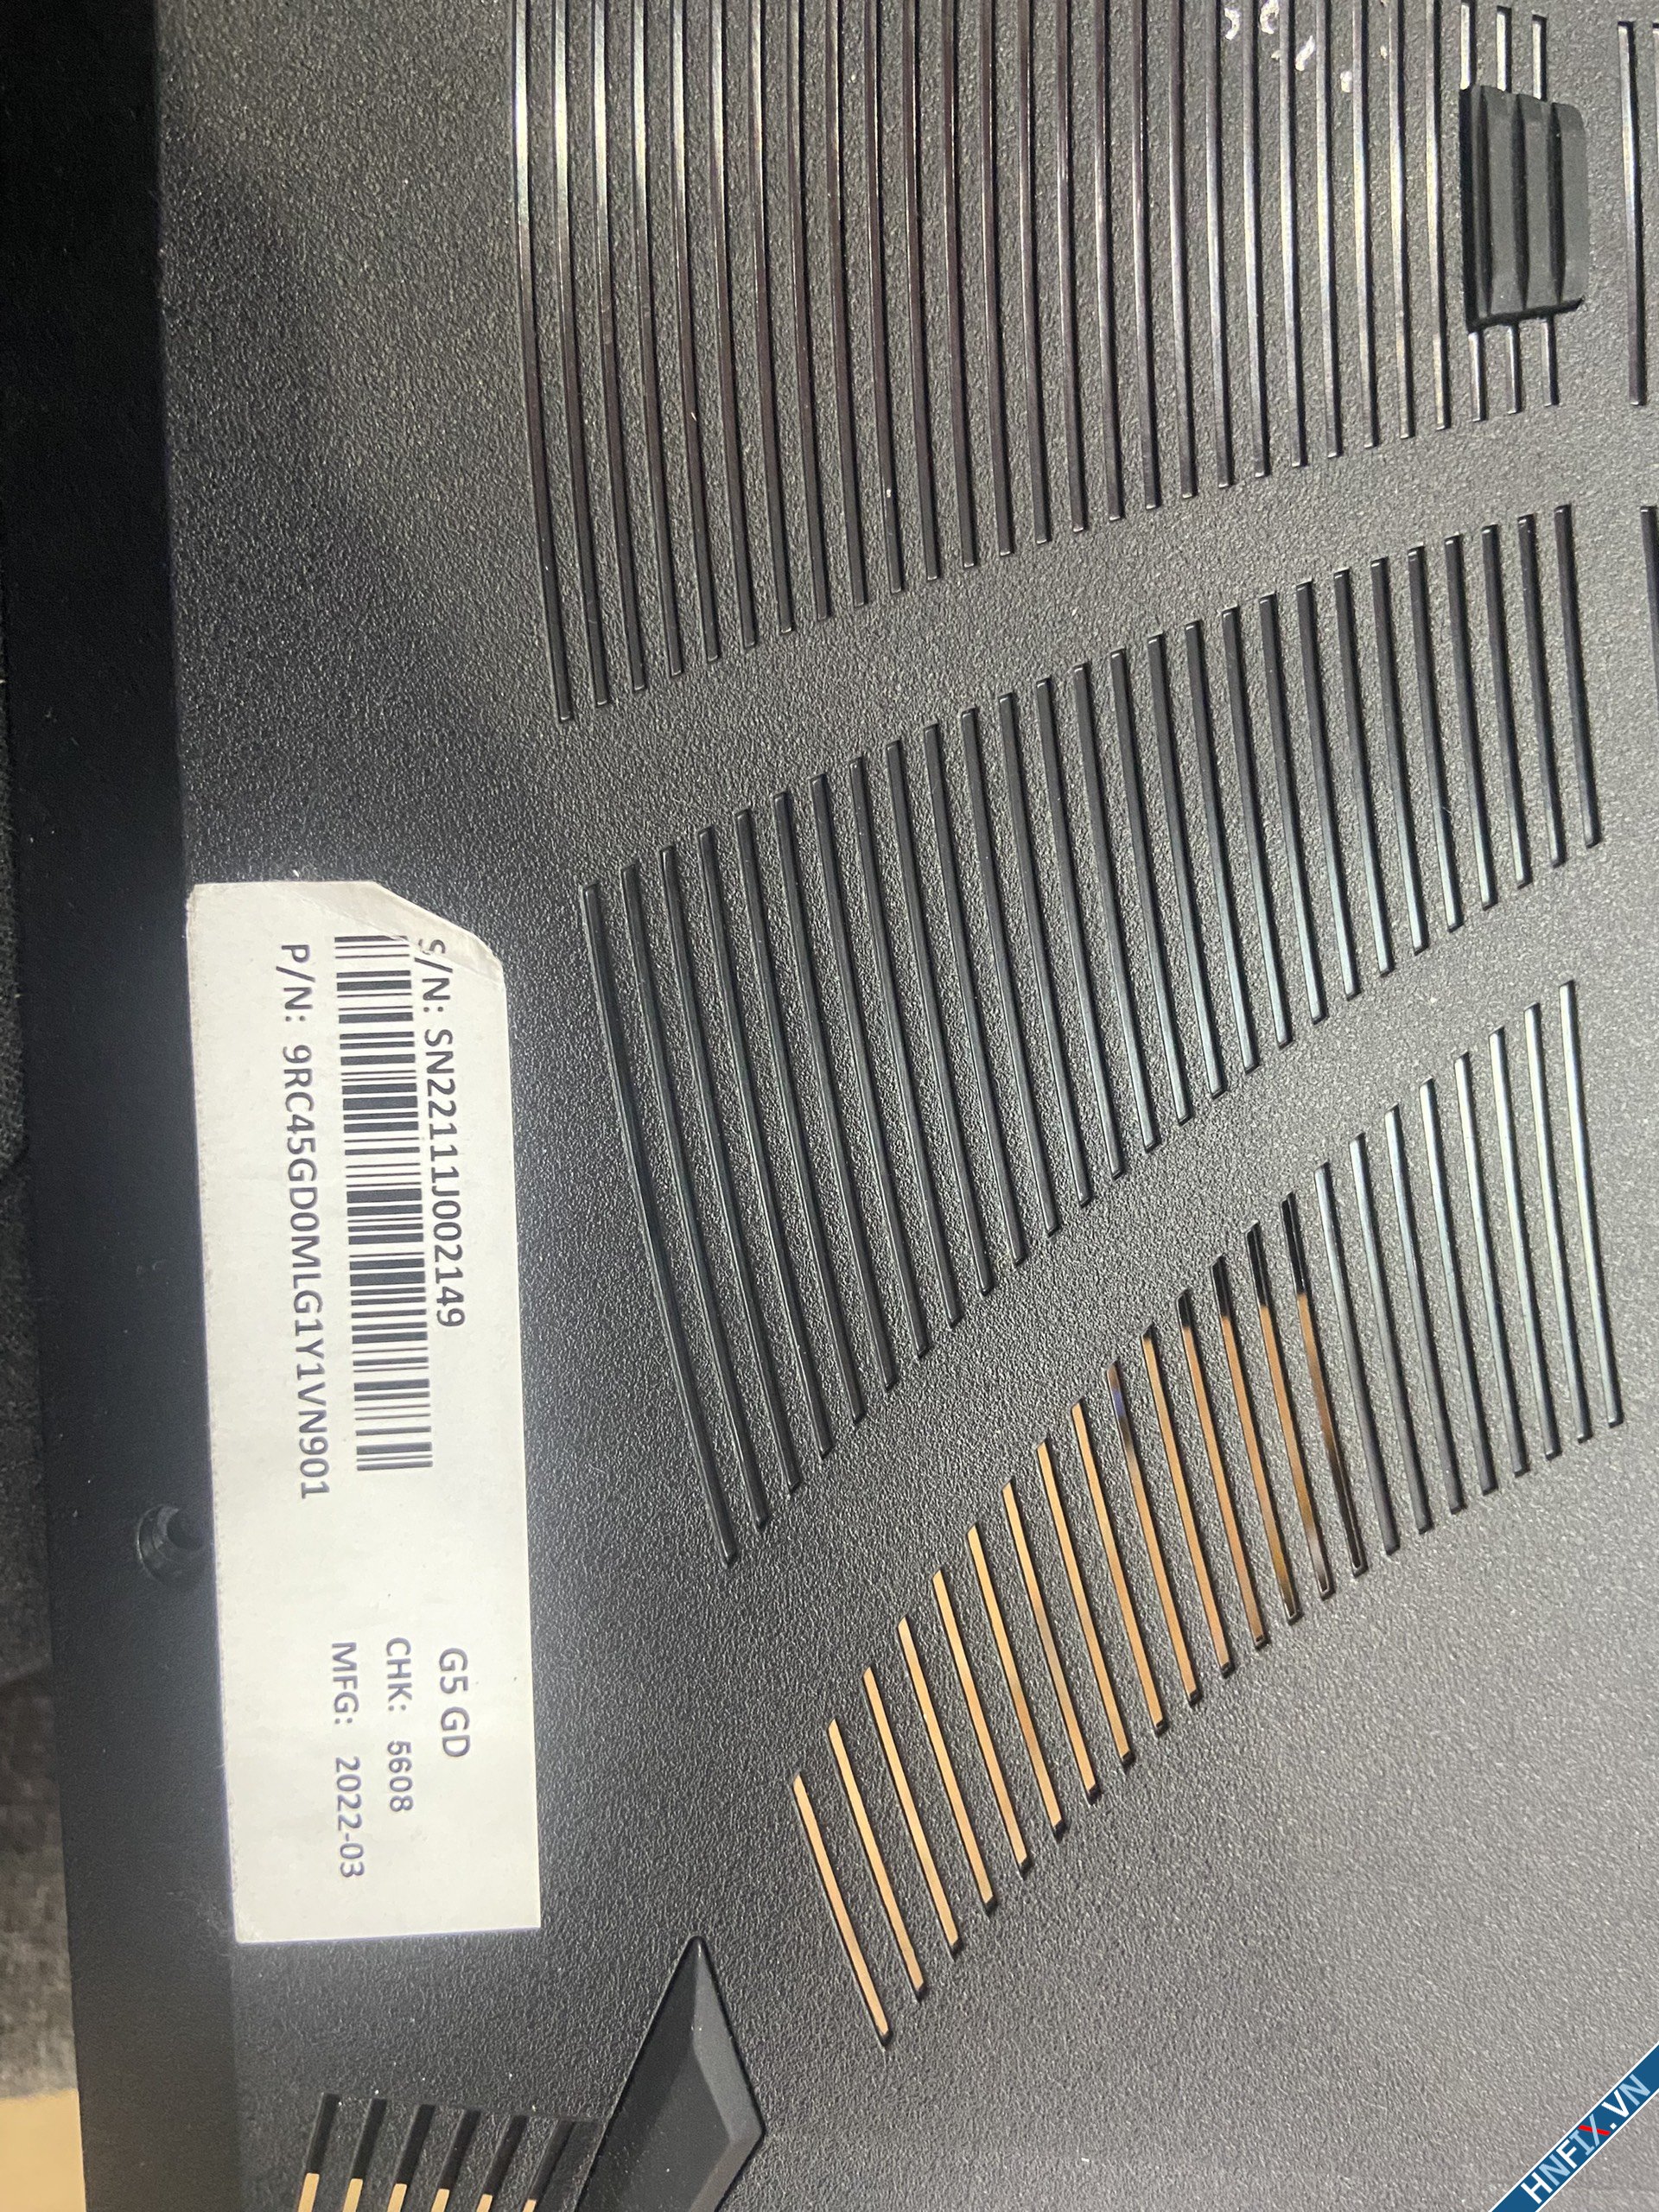 S/N: SN22111J002149
P/N: 9RC45GD0MLG1Y1VN901
G5 GD
CHK: 5608
MFG: 2022-03
HNFIX.VN